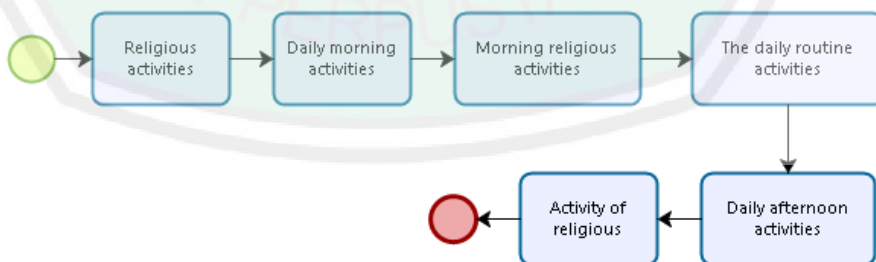 Religious
activities
Daily morning
activities
Morning religious
activities
The daily routine
activities
Daily afternoon
activities
Activity of
religious